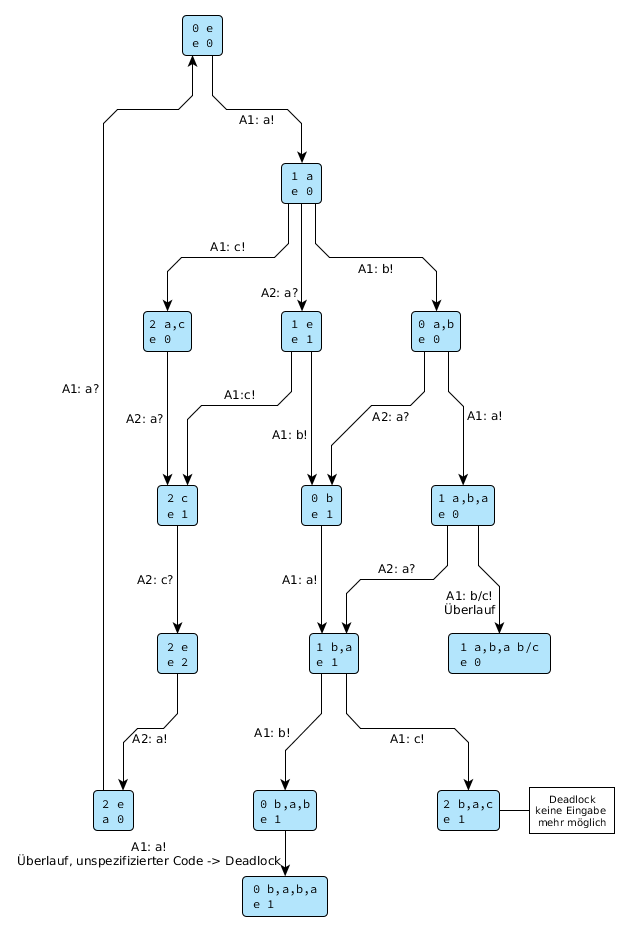 0 e
e 0
A1: a!
1 a
e 0
A1: c!
A2: a?
A1: b!
2 a,c
e 0
1 e
e 1
0 a,b
e 0
A1: a?
A2: a?
A1:c!
A1: b!
A2: a?
A1: a!
2 c
e 1
0 b
e 1
1 a,b,a
e 0
A2: c?
A1: a!
A2: a?
A1: b/c!
Überlauf
2 e
e 2
1 b,a
e 1
1 a,b,a b/c
e 0
A2: a!
A1: b!
A1: c!
2 e
a 0
0 b,a,b
e 1
2 b,a,c
e 1
Deadlock
keine Eingabe
mehr möglich
A1: a!
Überlauf, unspezifizierter Code -> Deadlock
0 b,a,b,a
e 1